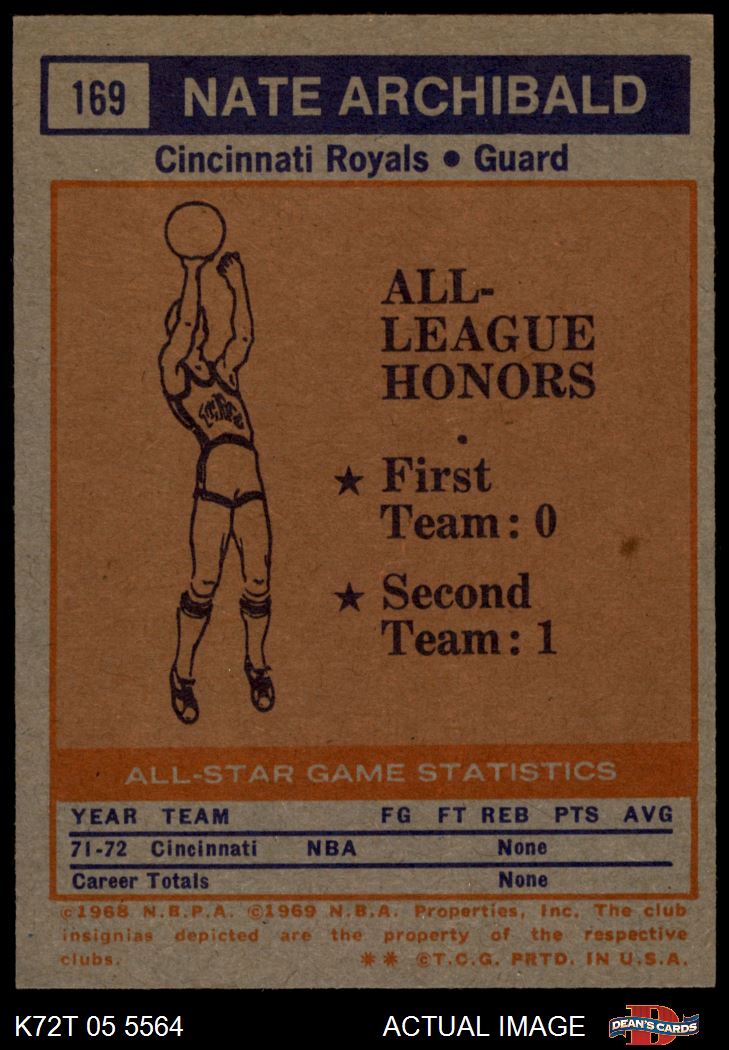 169 NATE ARCHIBALD
Cincinnati Royals • Guard
ALL-
LEAGUE
HONORS
★ First
Team: 0
★ Second
Team: 1
ALL-STAR GAME STATISTICS
YEAR TEAM FG FT REB PTS AVG
71-72 Cincinnati NBA None
Career Totals None
©1968 N.B.P.A. ©1969 N.B.A. Properties, Inc. The club
insignias depicted are the property of the respective
clubs. ** ©T.C.G. PRTD. IN U.S.A.
K72T 05 5564 ACTUAL IMAGE DEAN'S CARDS